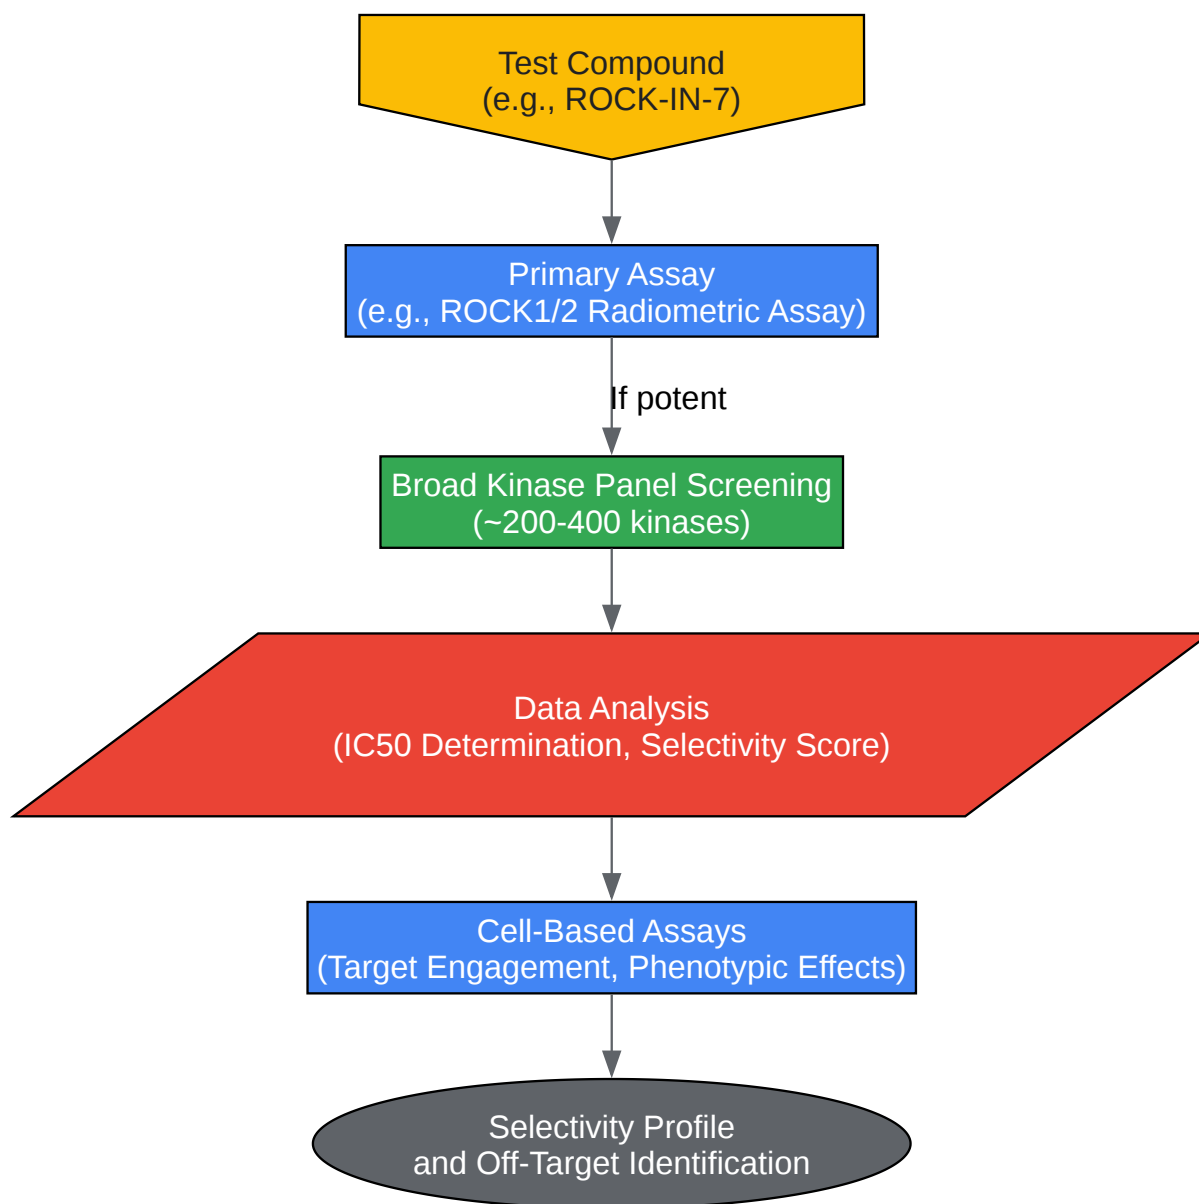 Test Compound
(e.g., ROCK-IN-7)
Primary Assay
(e.g., ROCK1/2 Radiometric Assay)
If potent
Broad Kinase Panel Screening
(~200-400 kinases)
Data Analysis
(IC50 Determination, Selectivity Score)
Cell-Based Assays
(Target Engagement, Phenotypic Effects)
Selectivity Profile
and Off-Target Identification